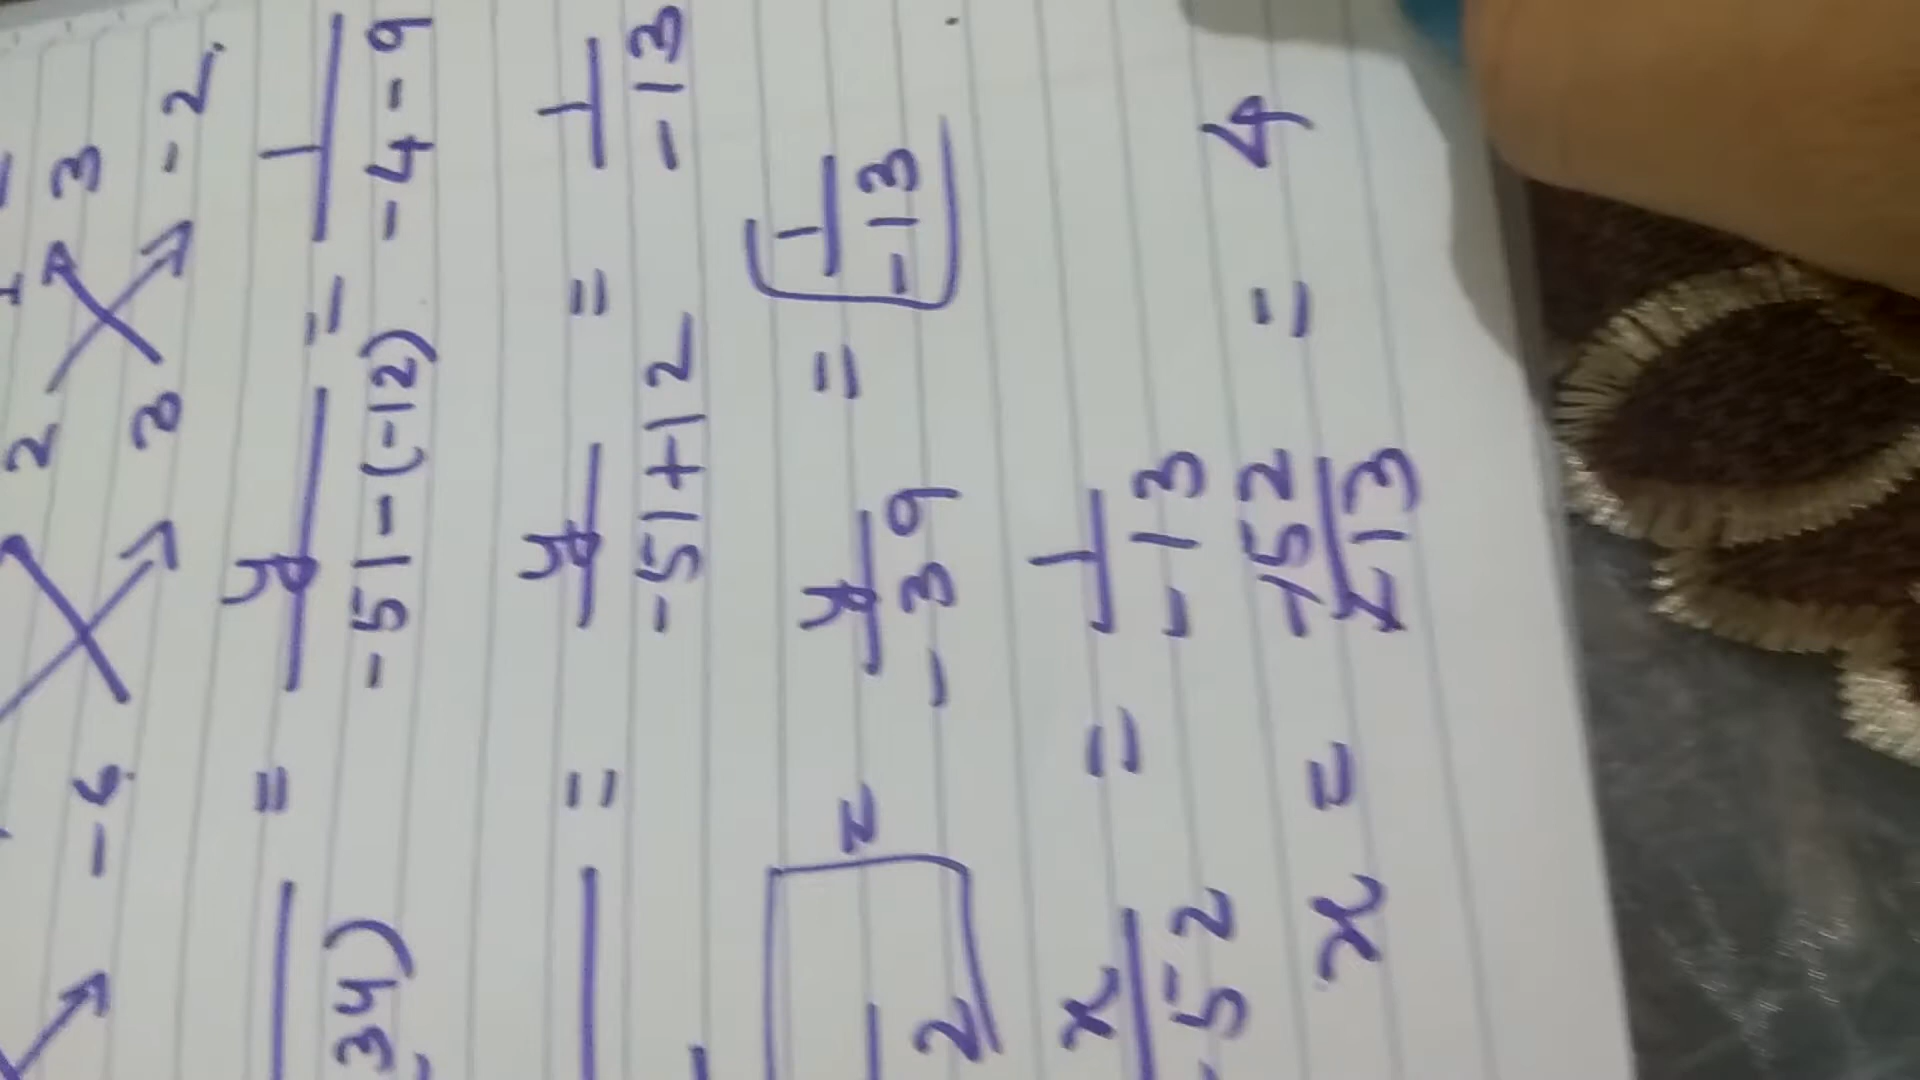 2 3
-6 3 -2
= y/(-51-(-12)) = 1/(-4-9)
34)
= y/(-51+12) = 1/-13
2 = y/-39 = 1/-13
x/-52 = 1/-13
x = -52/-13 = 4